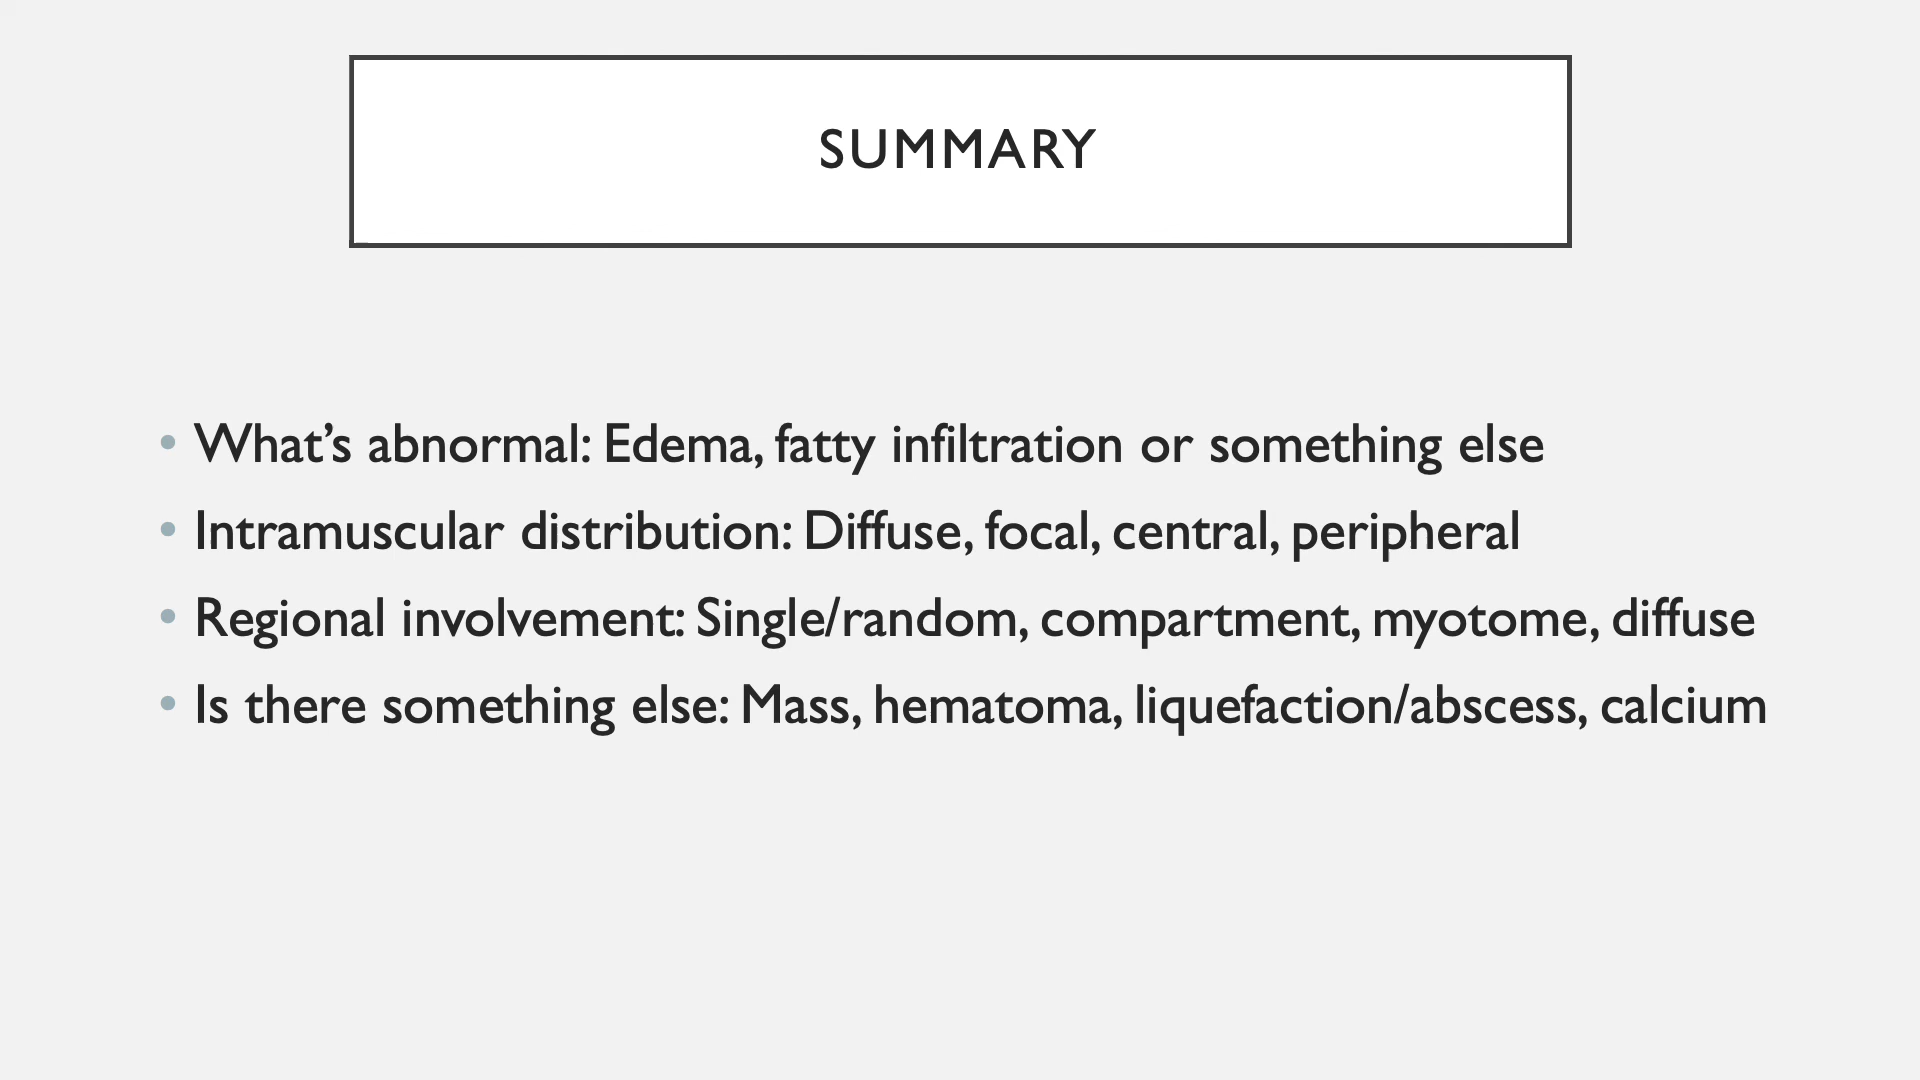 SUMMARY
• What’s abnormal: Edema, fatty infiltration or something else
• Intramuscular distribution: Diffuse, focal, central, peripheral
• Regional involvement: Single/random, compartment, myotome, diffuse
• Is there something else: Mass, hematoma, liquefaction/abscess, calcium